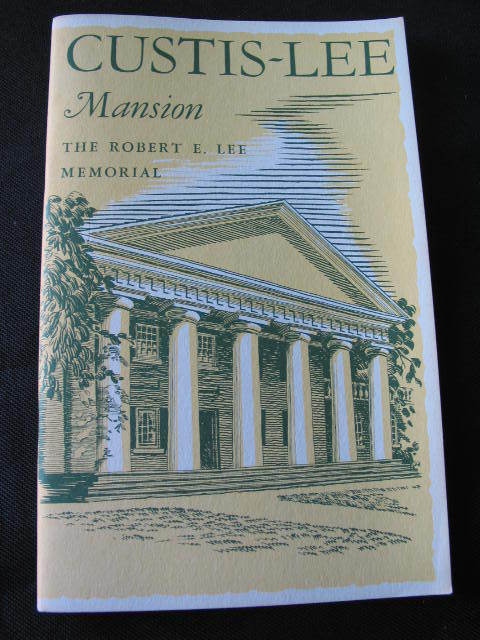 CUSTIS-LEE
Mansion
THE ROBERT E. LEE
MEMORIAL